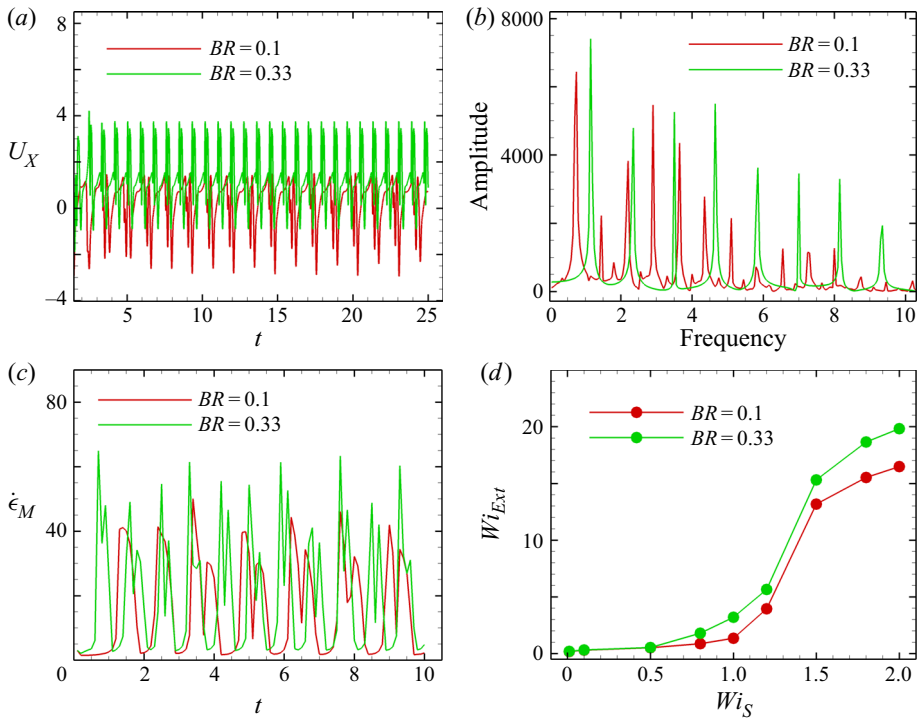 (a)
8
4
0
−4
U_X
BR = 0.1
BR = 0.33
5
10
15
20
25
t
(b)
8000
4000
0
Amplitude
BR = 0.1
BR = 0.33
0
2
4
6
8
10
Frequency
(c)
80
40
0
ϵ̇_M
BR = 0.1
BR = 0.33
0
2
4
6
8
10
t
(d)
20
10
0
Wi_Ext
BR = 0.1
BR = 0.33
0
0.5
1.0
1.5
2.0
Wi_S